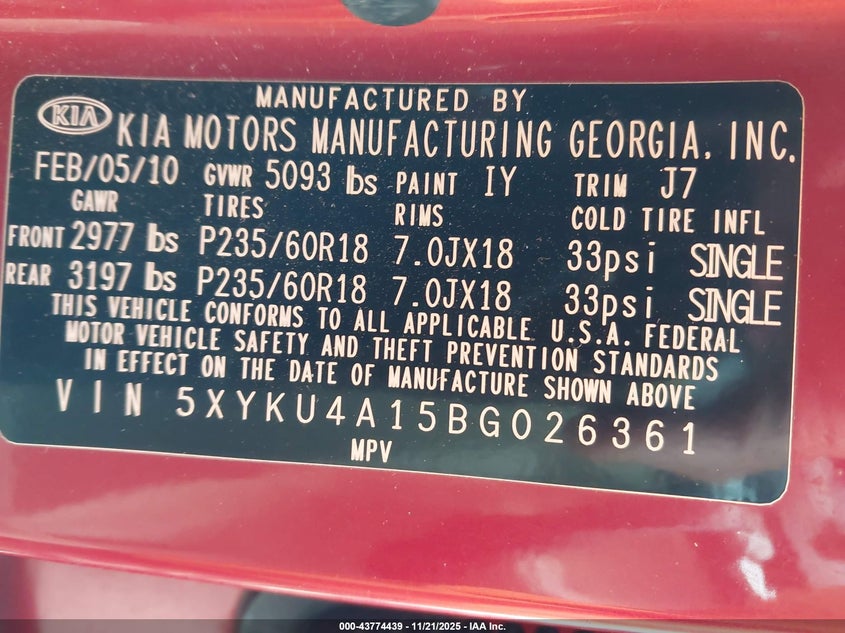 MANUFACTURED BY
KIA KIA MOTORS MANUFACTURING GEORGIA, INC.
FEB/05/10 GVWR 5093 lbs PAINT IY TRIM J7
GAWR TIRES RIMS COLD TIRE INFL
FRONT 2977 lbs P235/60R18 7.0JX18 33psi SINGLE
REAR 3197 lbs P235/60R18 7.0JX18 33psi SINGLE
THIS VEHICLE CONFORMS TO ALL APPLICABLE U.S.A. FEDERAL
MOTOR VEHICLE SAFETY AND THEFT PREVENTION STANDARDS
IN EFFECT ON THE DATE OF MANUFACTURE SHOWN ABOVE
VIN 5XYKU4A15BG026361
MPV
000-43774439 - 11/21/2025 - IAA Inc.